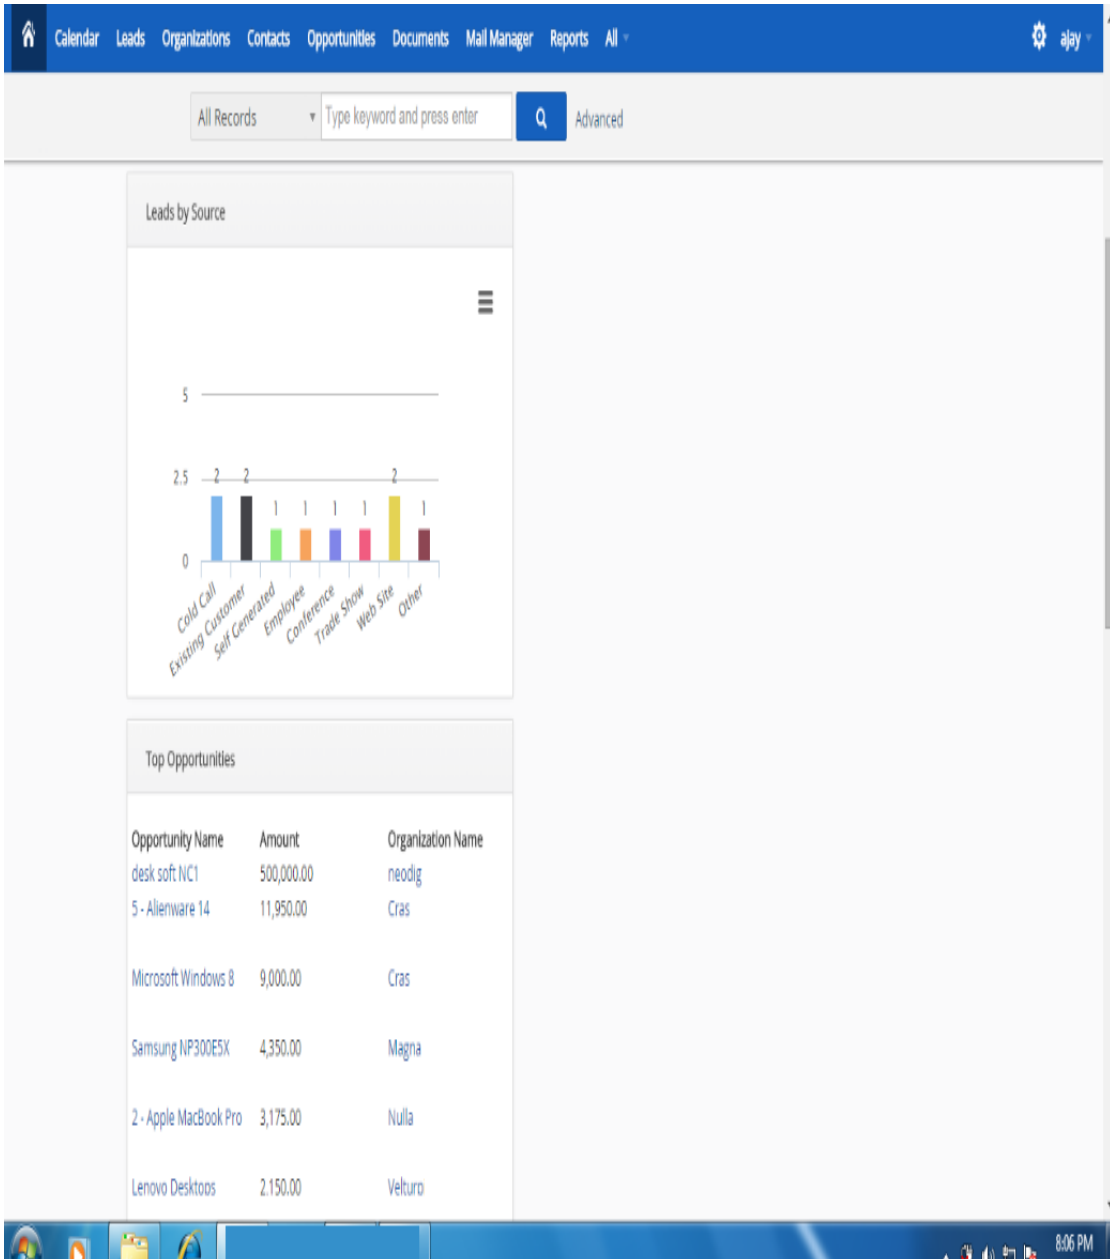 Calendar Leads Organizations Contacts Opportunities Documents Mail Manager Reports All ajay
All Records Type keyword and press enter Advanced
Leads by Source
5
2.5 2 2 1 1 1 1 2 1
0
Cold Call Existing Customer Self Generated Employee Conference Trade Show Web Site Other
Top Opportunities
Opportunity Name Amount Organization Name
desk soft NC1 500,000.00 neodig
5 - Alienware 14 11,950.00 Cras
Microsoft Windows 8 9,000.00 Cras
Samsung NP300E5X 4,350.00 Magna
2 - Apple MacBook Pro 3,175.00 Nulla
Lenovo Desktops 2,150.00 Velturp
8:06 PM